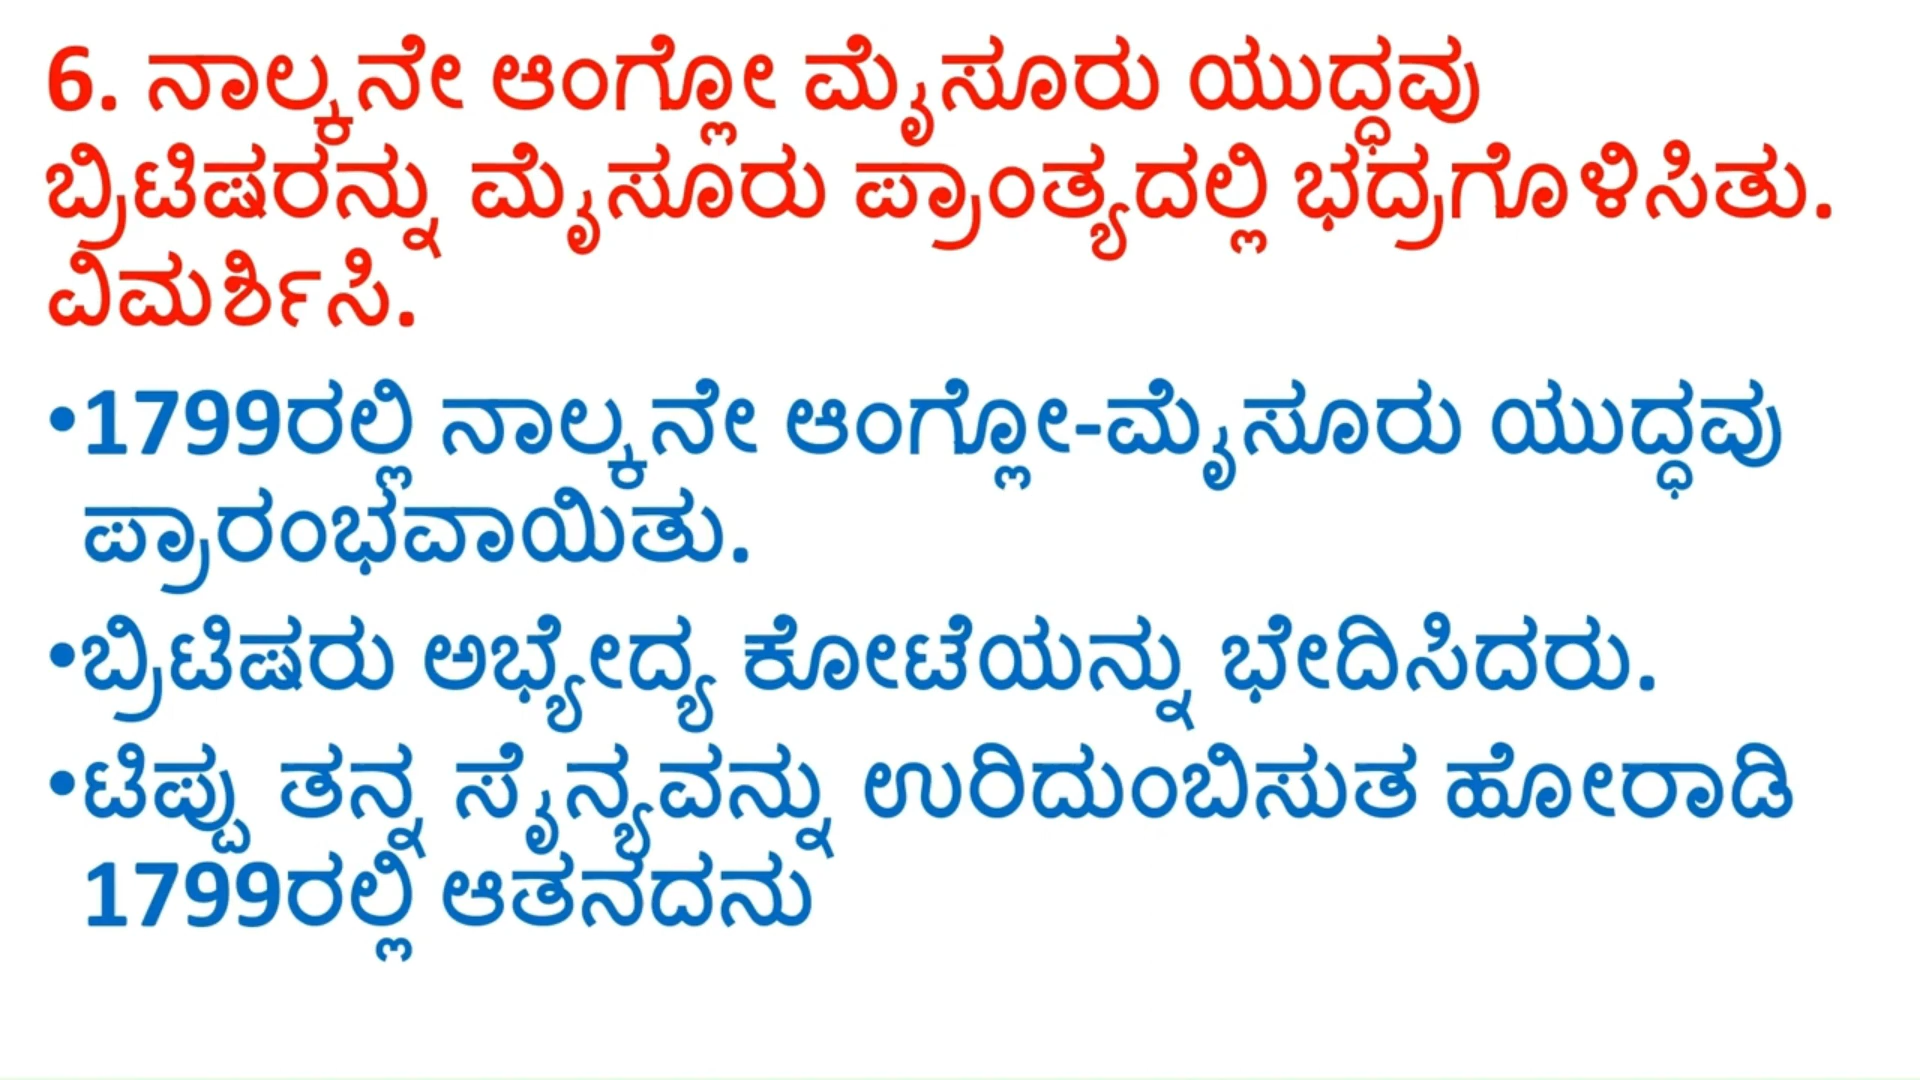 6. ನಾಲ್ಕನೇ ಆಂಗ್ಲೋ ಮೈಸೂರು ಯುದ್ಧವು
ಬ್ರಿಟಿಷರನ್ನು ಮೈಸೂರು ಪ್ರಾಂತ್ಯದಲ್ಲಿ ಭದ್ರಗೊಳಿಸಿತು.
ವಿಮರ್ಶಿಸಿ.
•1799ರಲ್ಲಿ ನಾಲ್ಕನೇ ಆಂಗ್ಲೋ-ಮೈಸೂರು ಯುದ್ಧವು
ಪ್ರಾರಂಭವಾಯಿತು.
•ಬ್ರಿಟಿಷರು ಅಭ್ಯೇದ್ಯ ಕೋಟೆಯನ್ನು ಭೇದಿಸಿದರು.
•ಟಿಪ್ಪು ತನ್ನ ಸೈನ್ಯವನ್ನು ಉರಿದುಂಬಿಸುತ ಹೋರಾಡಿ
1799ರಲ್ಲಿ ಆತನದನು